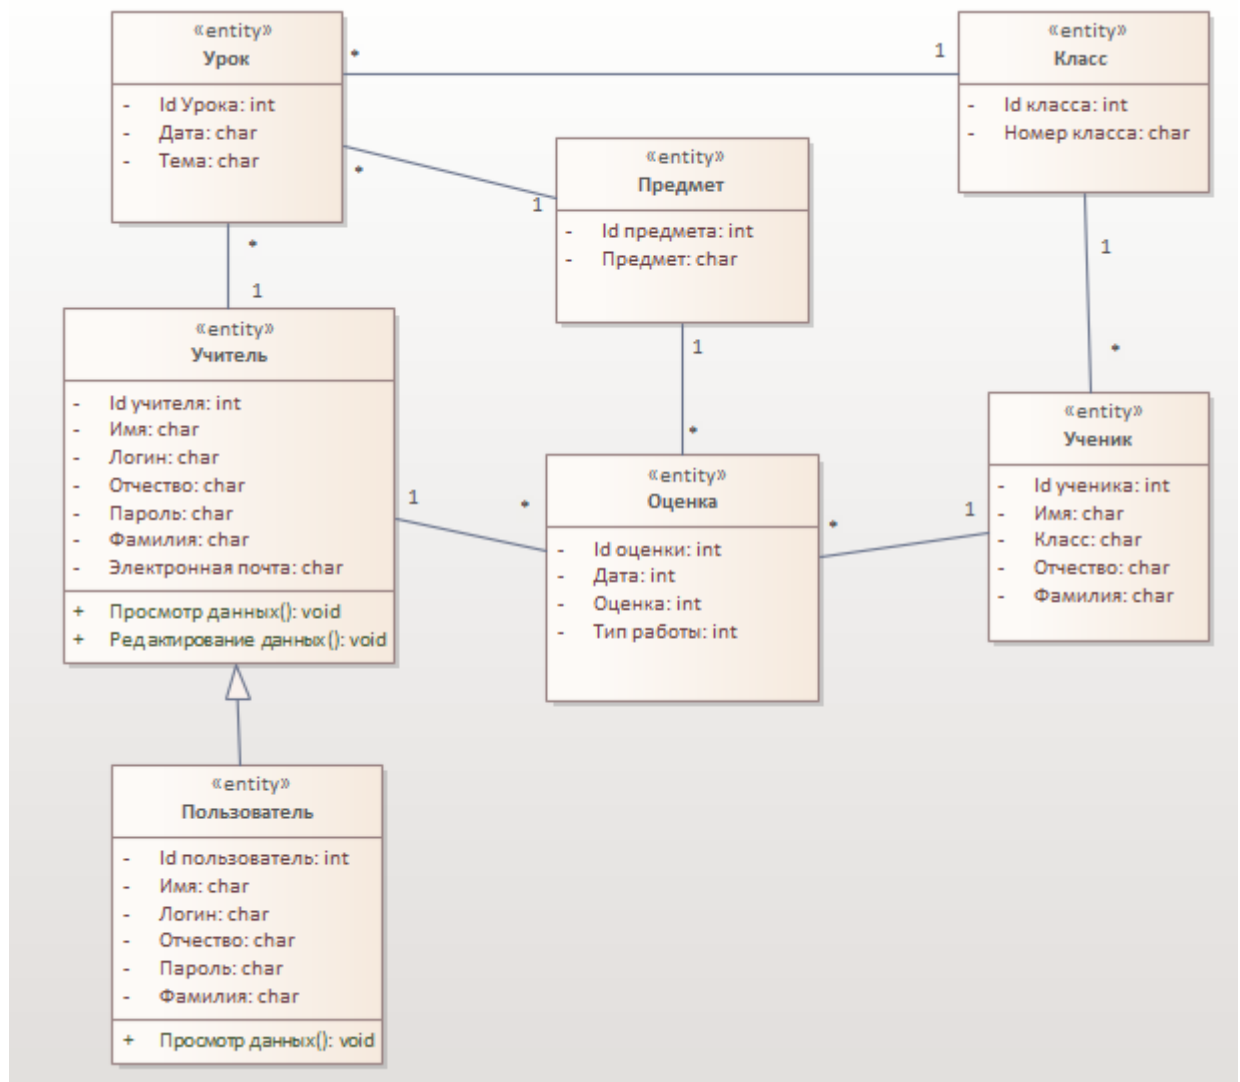 «entity»
Урок
- Id Урока: int
- Дата: char
- Тема: char
*
1
«entity»
Класс
- Id класса: int
- Номер класса: char
*
1
«entity»
Предмет
- Id предмета: int
- Предмет: char
*
1
1
*
1
*
«entity»
Учитель
- Id учителя: int
- Имя: char
- Логин: char
- Отчество: char
- Пароль: char
- Фамилия: char
- Электронная почта: char
+ Просмотр данных(): void
+ Редактирование данных(): void
1
*
«entity»
Оценка
- Id оценки: int
- Дата: int
- Оценка: int
- Тип работы: int
*
1
«entity»
Ученик
- Id ученика: int
- Имя: char
- Класс: char
- Отчество: char
- Фамилия: char
«entity»
Пользователь
- Id пользователь: int
- Имя: char
- Логин: char
- Отчество: char
- Пароль: char
- Фамилия: char
+ Просмотр данных(): void